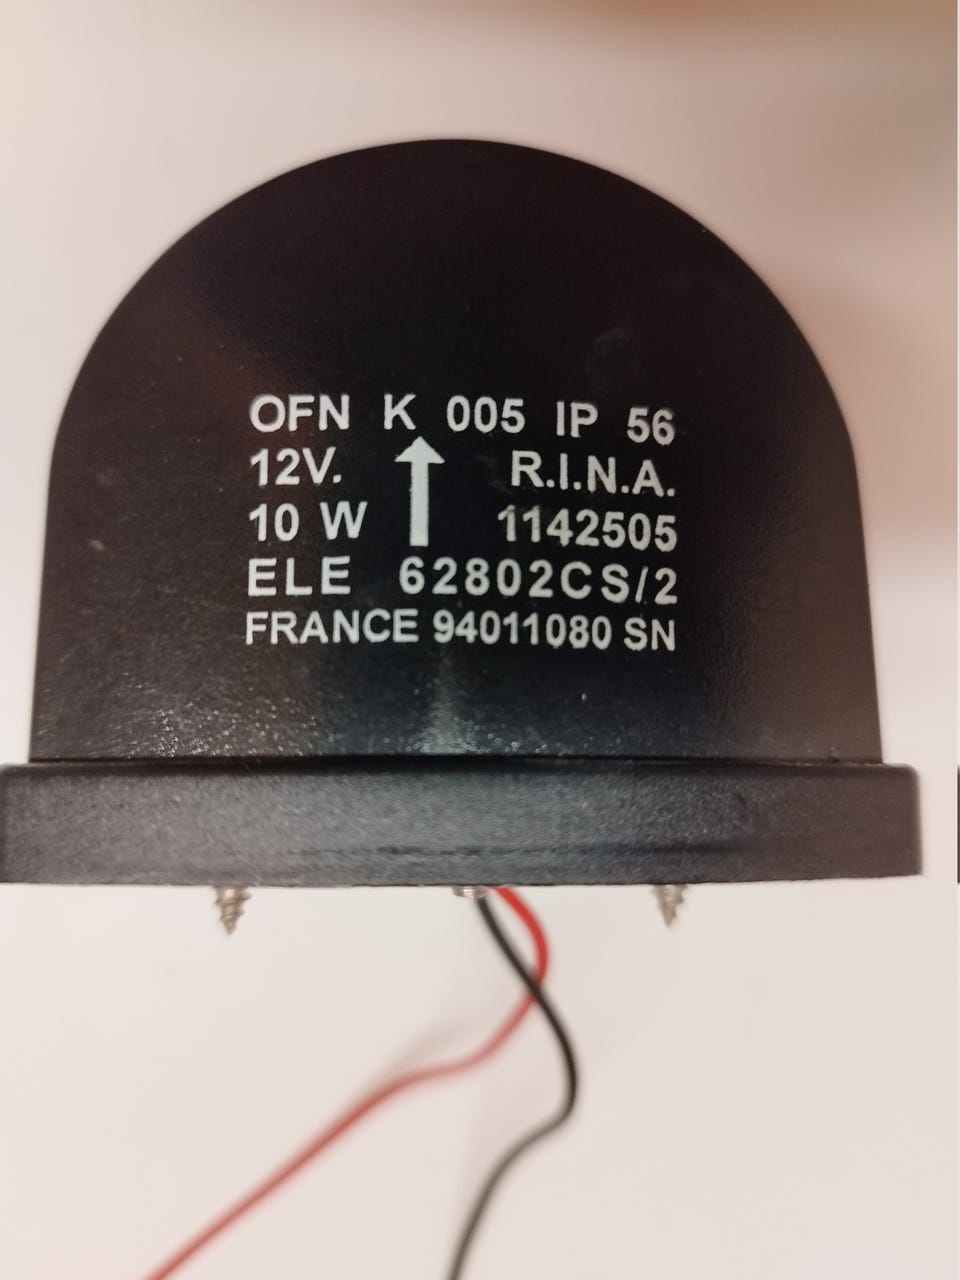 OFN K 005 IP 56
12V. R.I.N.A.
10 W 1142505
ELE 62802CS/2
FRANCE 94011080 SN